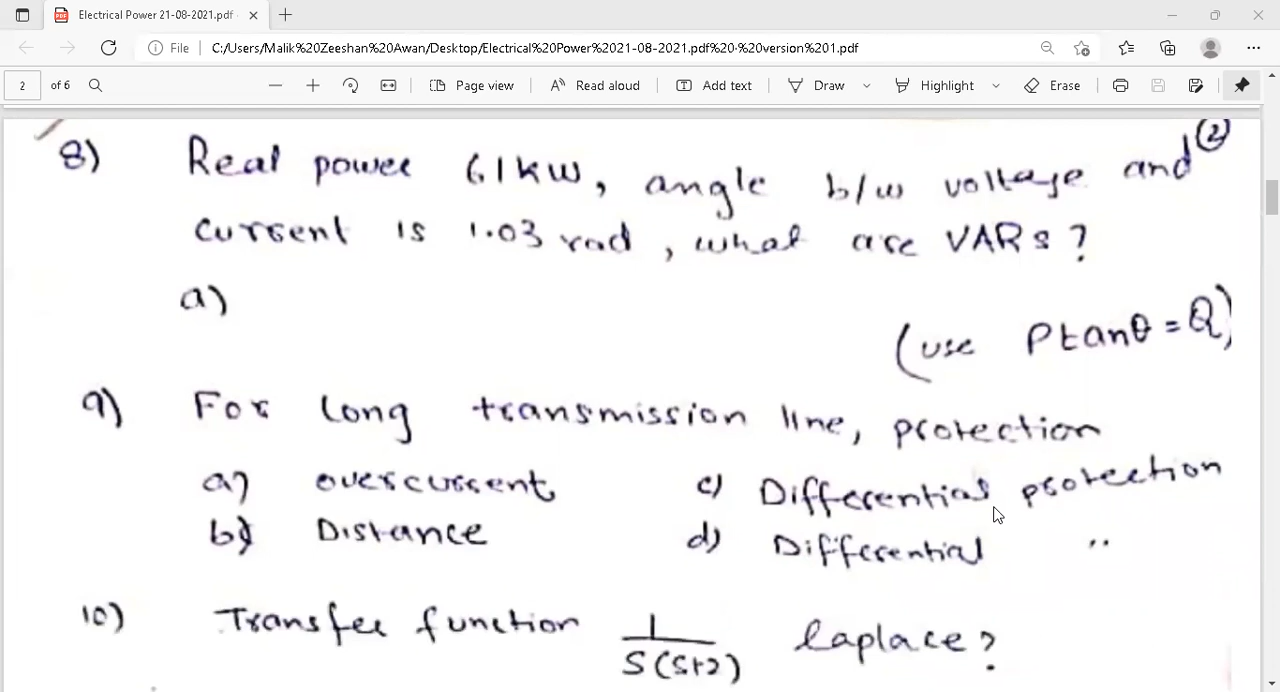 Electrical Power 21-08-2021.pdf
File C:/Users/Malik%20Zeeshan%20Awan/Desktop/Electrical%20Power%2021-08-2021.pdf%20-%20version%201.pdf
2 of 6 Page view Read aloud Add text Draw Highlight Erase
2
8) Real power 61kW, angle b/w voltage and
current is 1.03 rad, what are VARs?
a)
(use Ptanθ = Q)
9) For long transmission line, protection
a) overcurrent c) Differential protection
b) Distance d) Differential "
10) Transfer function 1/S(S+2) laplace?